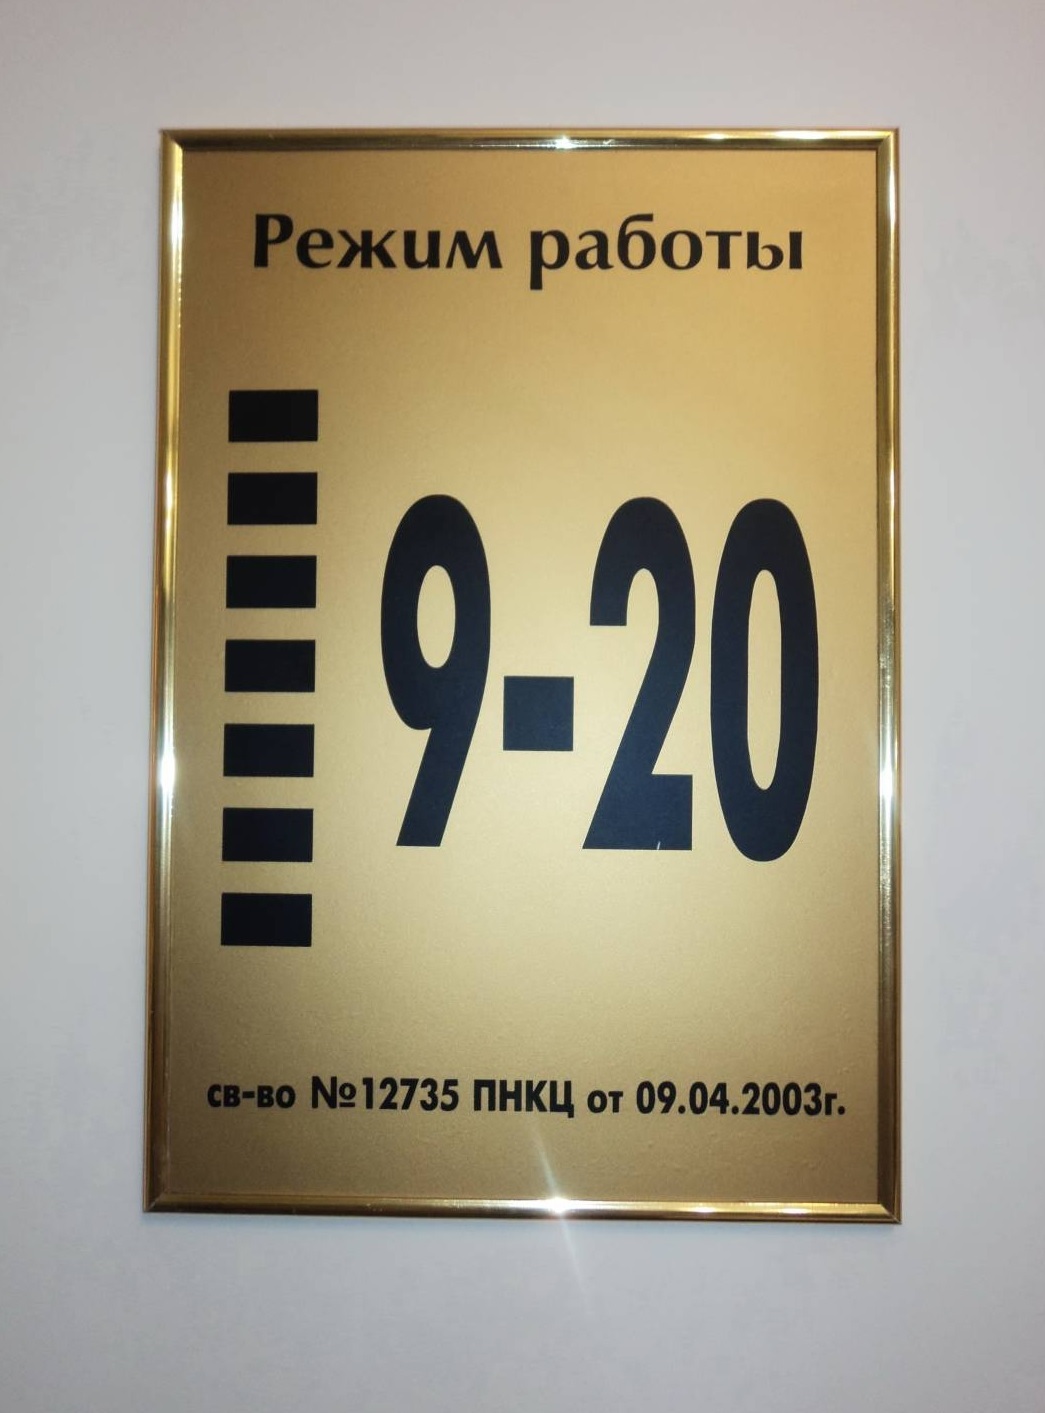 Режим работы
9-20
св-во №12735 ПНКЦ от 09.04.2003г.